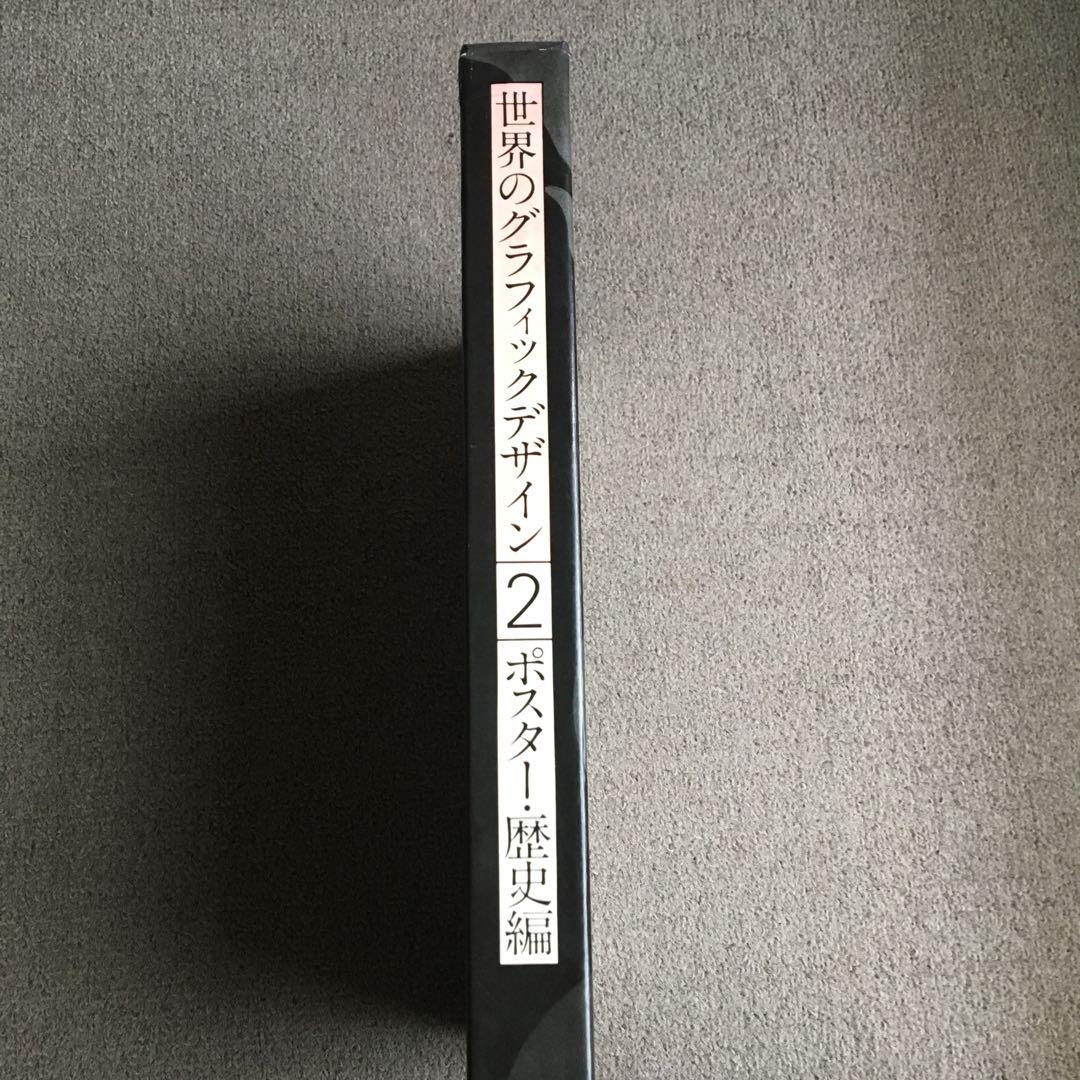 世界のグラフィックデザイン
2
ポスター・歴史編